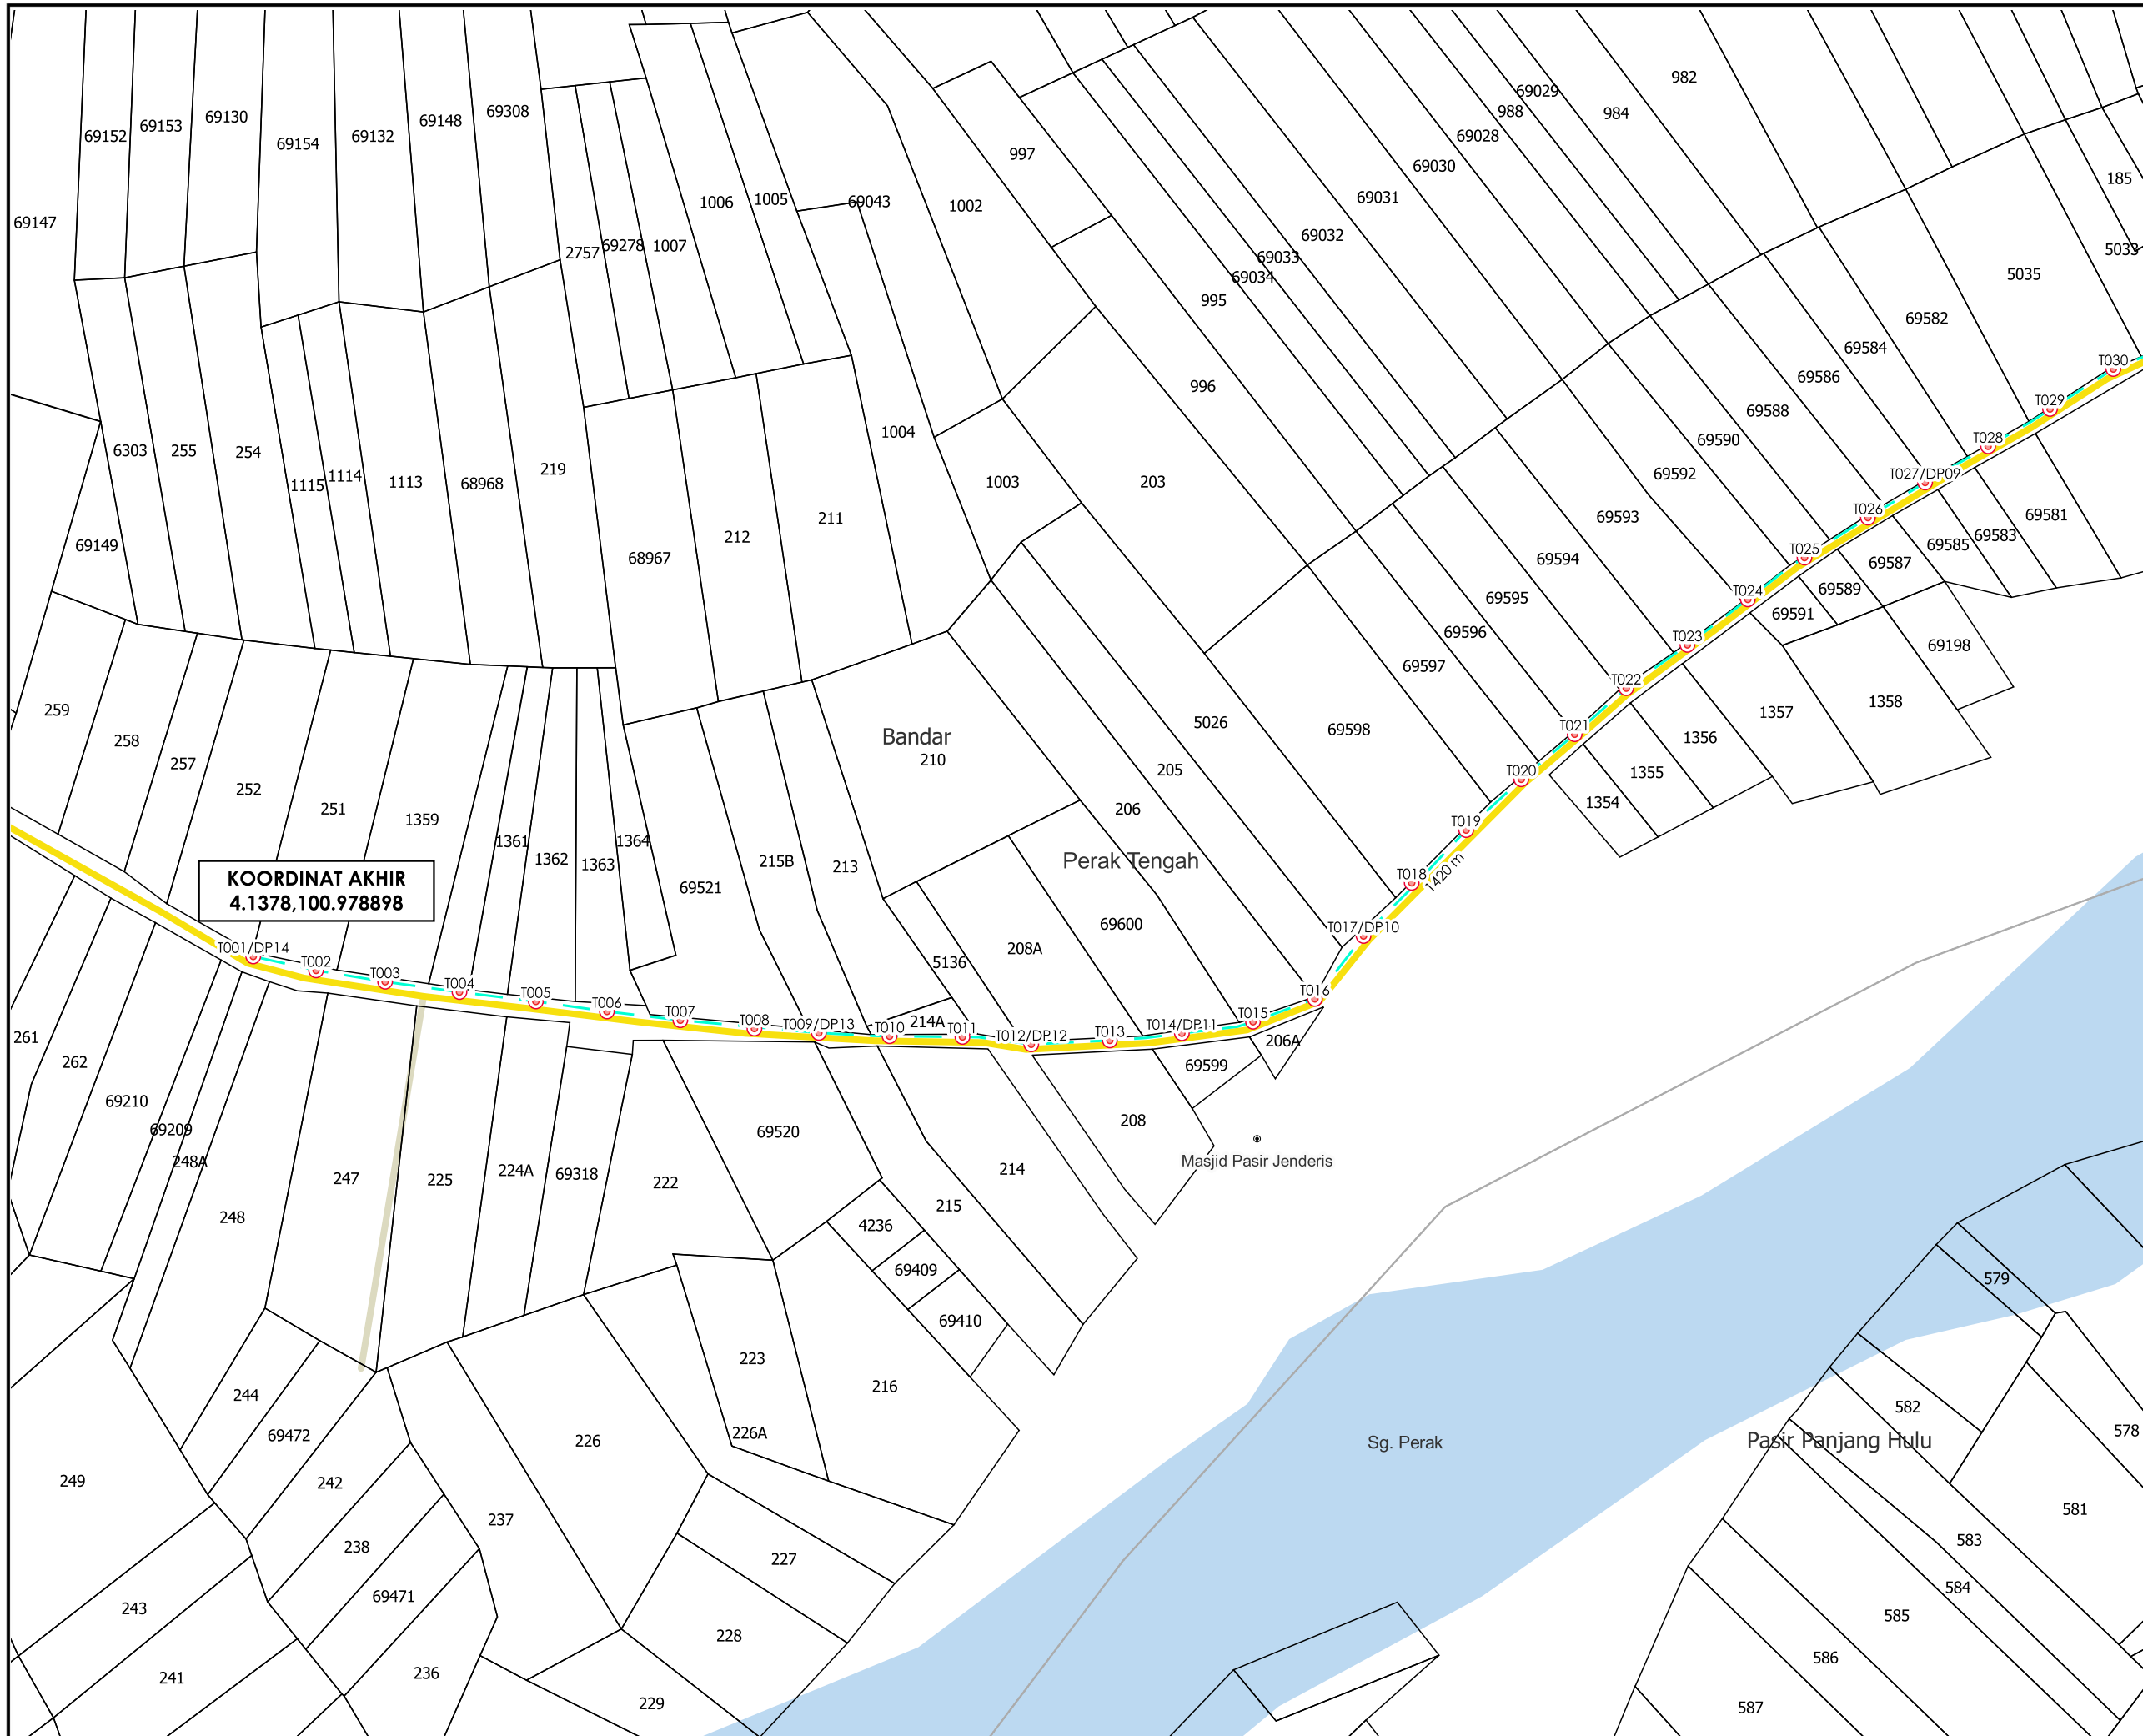 982
69029
988
984
69152
69153
69130
69154
69132
69148
69308
69028
997
69030
185
69147
1006
1005
69043
1002
69031
2757
69278
1007
69032
69033
69034
5033
5035
995
69582
69584
T030
69586
996
T029
69588
1004
6303
255
254
69590
T028
219
1115
1114
1113
68968
1003
203
69592
T027/DP09
211
69593
T026
69581
69149
68967
212
69594
T025
69585
69583
69587
69595
T024
69589
69591
69596
T023
69198
69597
259
258
T022
1358
257
Bandar
210
5026
69598
T021
1357
1356
252
205
T020
1355
251
1359
206
1354
T019
1361
1362
1363
1364
215B
213
Perak Tengah
KOORDINAT AKHIR
4.1378,100.978898
69521
T018
1420 m
69600
T017/DP10
T001/DP14
T002
T003
T004
T005
T006
T007
T008
T009/DP13
T010
T011
T012/DP12
T013
T014/DP11
T015
T016
5136
208A
214A
206A
261
262
69599
69210
69209
248A
69520
208
Masjid Pasir Jenderis
247
225
224A
69318
222
214
248
215
4236
69409
579
69410
223
216
244
582
226A
69472
226
Sg. Perak
Pasir Panjang Hulu
578
249
242
581
237
238
227
583
69471
584
243
585
228
241
236
586
229
587